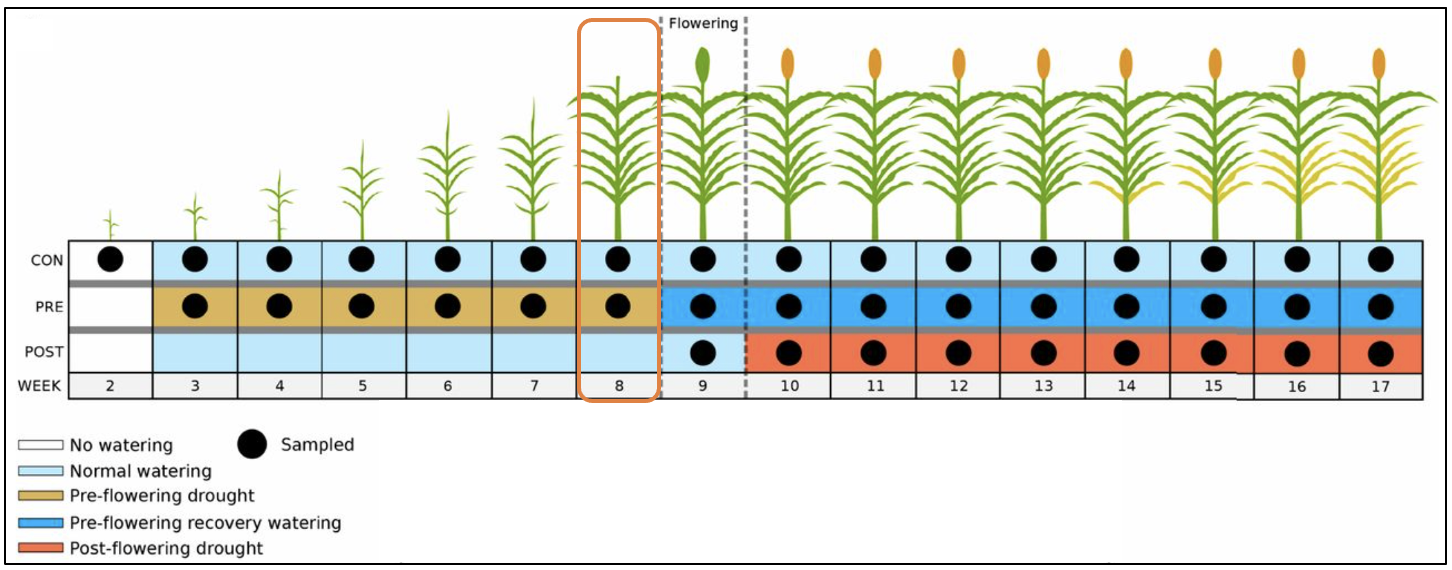 Flowering
CON
PRE
POST
WEEK 2 3 4 5 6 7 8 9 10 11 12 13 14 15 16 17
No watering Sampled
Normal watering
Pre-flowering drought
Pre-flowering recovery watering
Post-flowering drought